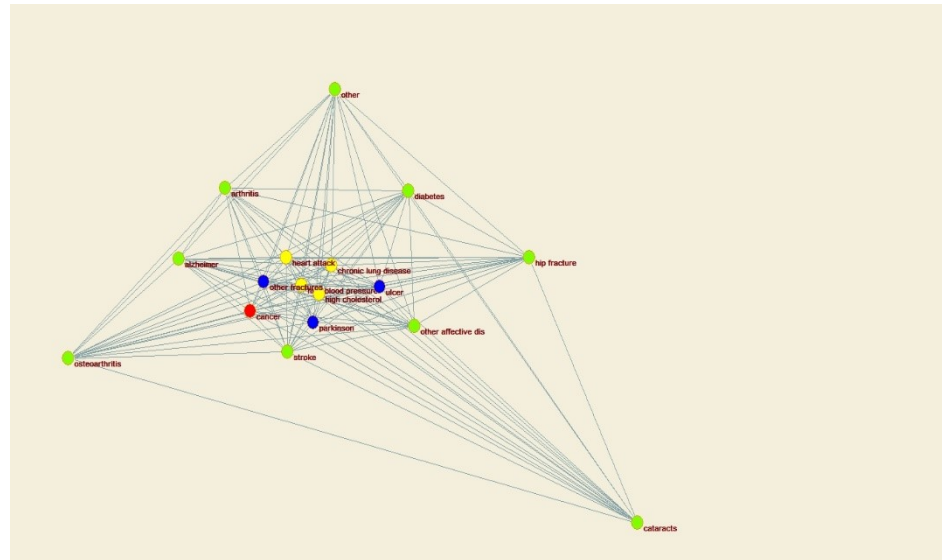 other
arthritis
diabetes
alzheimer
heart attack
chronic lung disease
hip fracture
other fractures
blood pressure
ulcer
high cholesterol
cancer
parkinson
other affective dis
stroke
osteoarthritis
cataracts